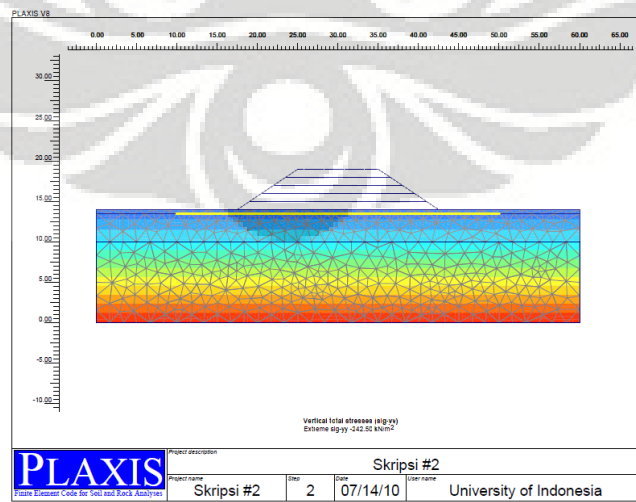 PLAXIS V8
0.00 5.00 10.00 15.00 20.00 25.00 30.00 35.00 40.00 45.00 50.00 55.00 60.00 65.00
30.00
25.00
20.00
15.00
10.00
5.00
0.00
-5.00
-10.00
Vertical total stresses (sig-yy)
Extreme sig-yy -242.50 kN/m2
PLAXIS
Finite Element Code for Soil and Rock Analyses
Project description
Skripsi #2
Project name
Skripsi #2
Step
2
Date
07/14/10
User name
University of Indonesia